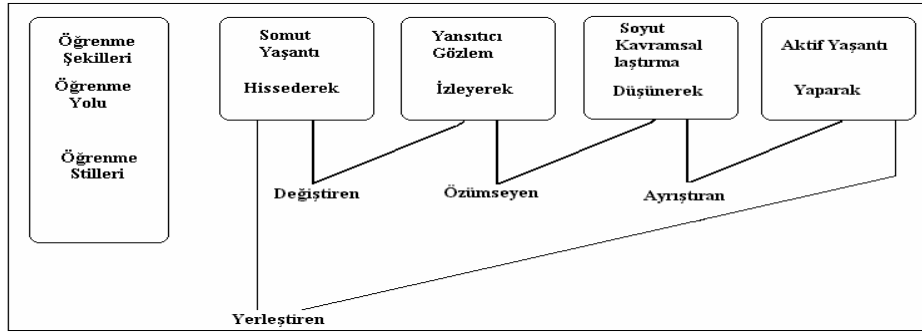 Öğrenme
Şekilleri
Öğrenme
Yolu
Öğrenme
Stilleri
Somut
Yaşantı
Hissederek
Yansıtıcı
Gözlem
İzleyerek
Soyut
Kavramsal
laştırma
Düşünerek
Aktif Yaşantı
Yaparak
Değiştiren
Özümseyen
Ayrıştıran
Yerleştiren